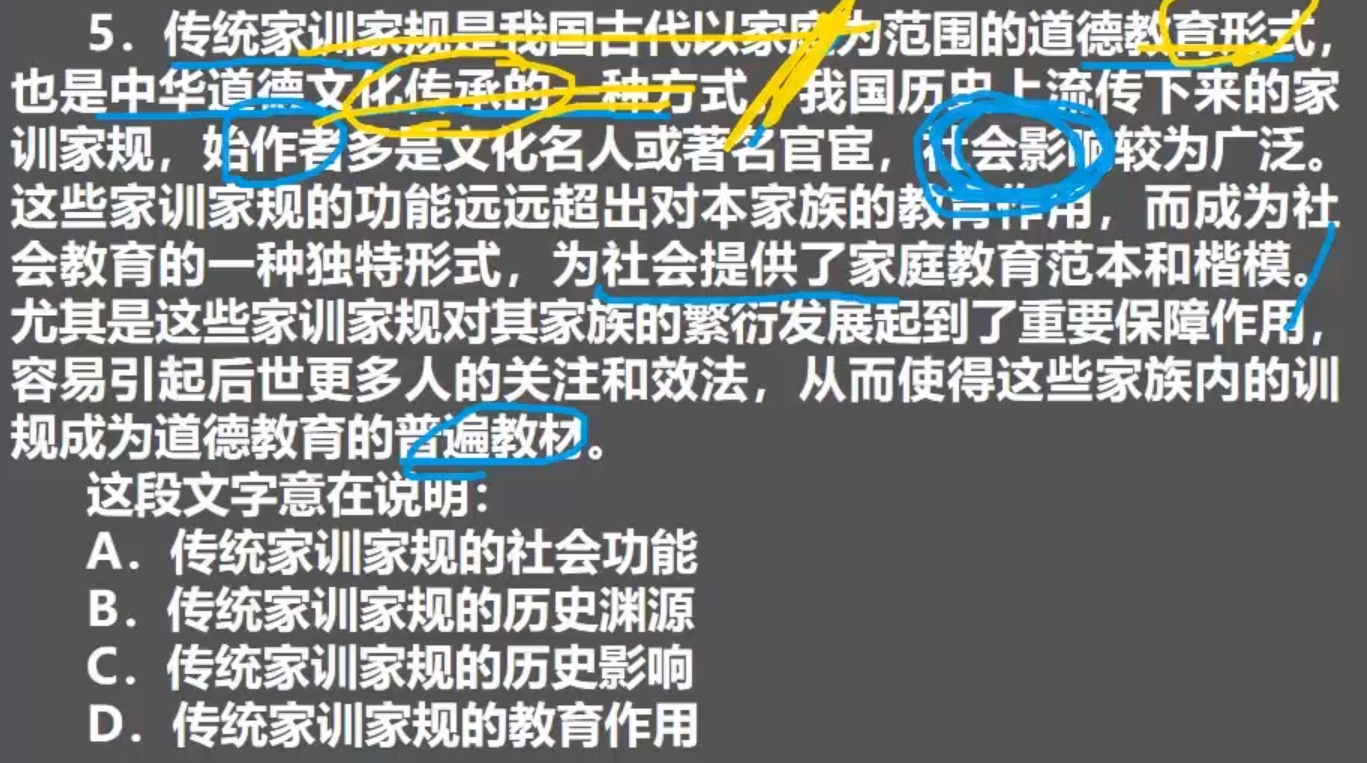 5．传统家训家规是我国古代以家庭为范围的道德教育形式，
也是中华道德文化传承的一种方式，我国历史上流传下来的家
训家规，始作者多是文化名人或著名官宦，社会影响较为广泛。
这些家训家规的功能远远超出对本家族的教育作用，而成为社
会教育的一种独特形式，为社会提供了家庭教育范本和楷模。
尤其是这些家训家规对其家族的繁衍发展起到了重要保障作用，
容易引起后世更多人的关注和效法，从而使得这些家族内的训
规成为道德教育的普遍教材。
这段文字意在说明：
A．传统家训家规的社会功能
B．传统家训家规的历史渊源
C．传统家训家规的历史影响
D．传统家训家规的教育作用